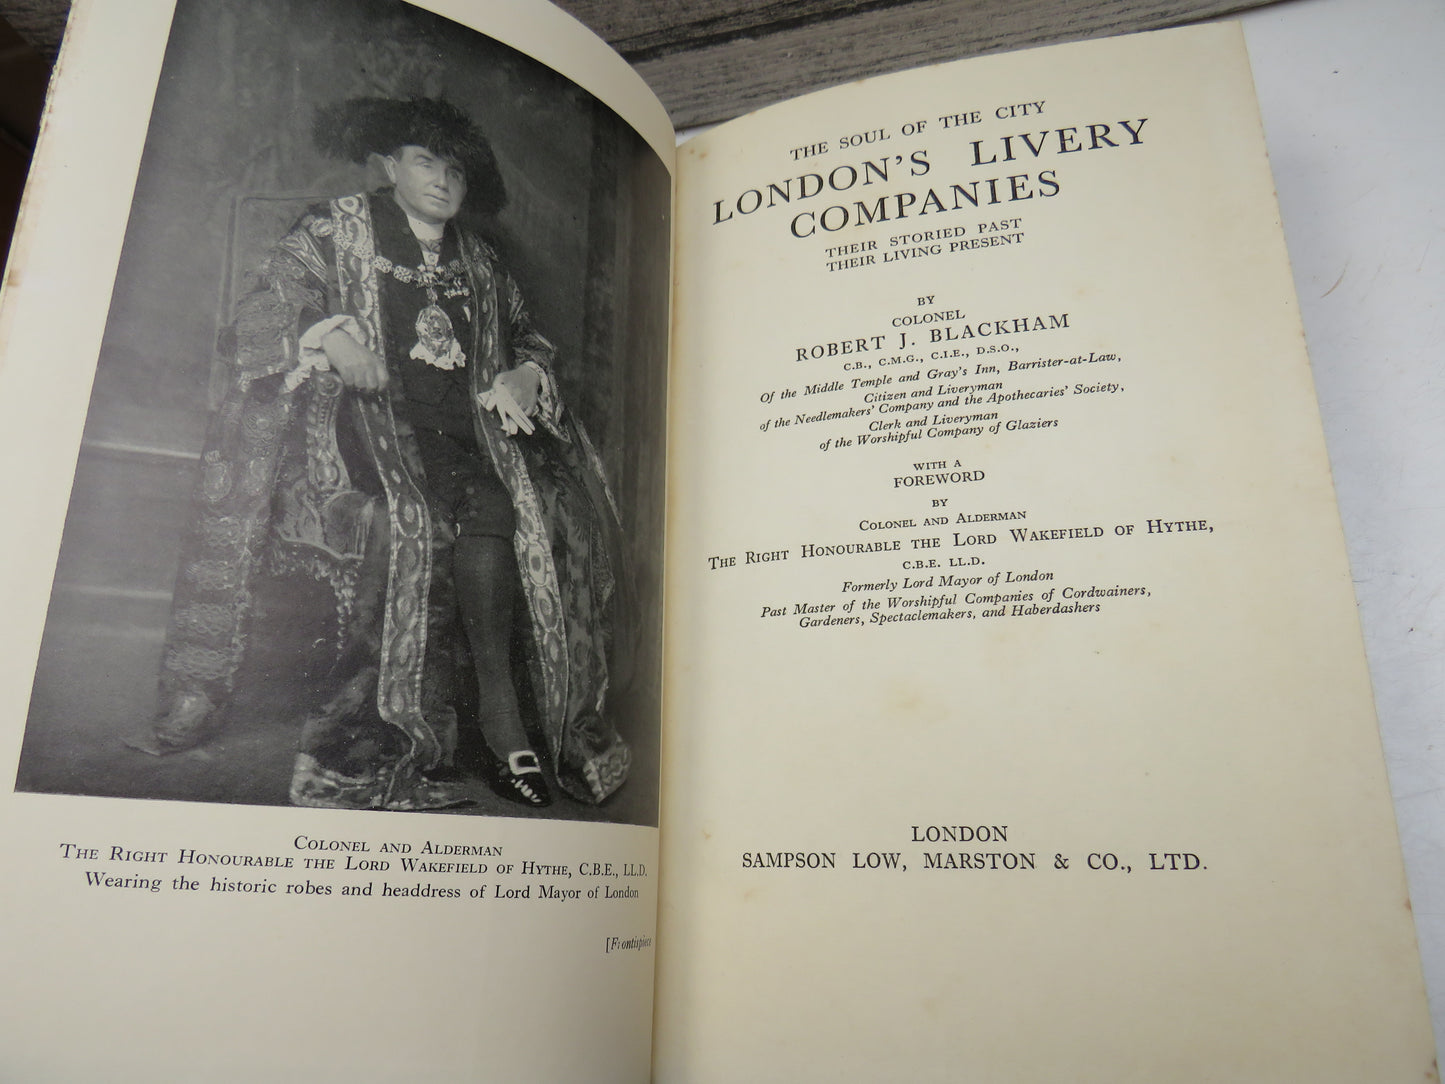 COLONEL AND ALDERMAN
THE RIGHT HONOURABLE THE LORD WAKEFIELD OF HYTHE, C.B.E., LL.D.
Wearing the historic robes and headdress of Lord Mayor of London
[Frontispiece
THE SOUL OF THE CITY
LONDON'S LIVERY
COMPANIES
THEIR STORIED PAST
THEIR LIVING PRESENT
BY
COLONEL
ROBERT J. BLACKHAM
C.B., C.M.G., C.I.E., D.S.O.,
Of the Middle Temple and Gray's Inn, Barrister-at-Law,
Citizen and Liveryman
of the Needlemakers' Company and the Apothecaries' Society,
Clerk and Liveryman
of the Worshipful Company of Glaziers
WITH A
FOREWORD
BY
COLONEL AND ALDERMAN
THE RIGHT HONOURABLE THE LORD WAKEFIELD OF HYTHE,
C.B.E. LL.D.
Formerly Lord Mayor of London
Past Master of the Worshipful Companies of Cordwainers,
Gardeners, Spectaclemakers, and Haberdashers
LONDON
SAMPSON LOW, MARSTON & CO., LTD.